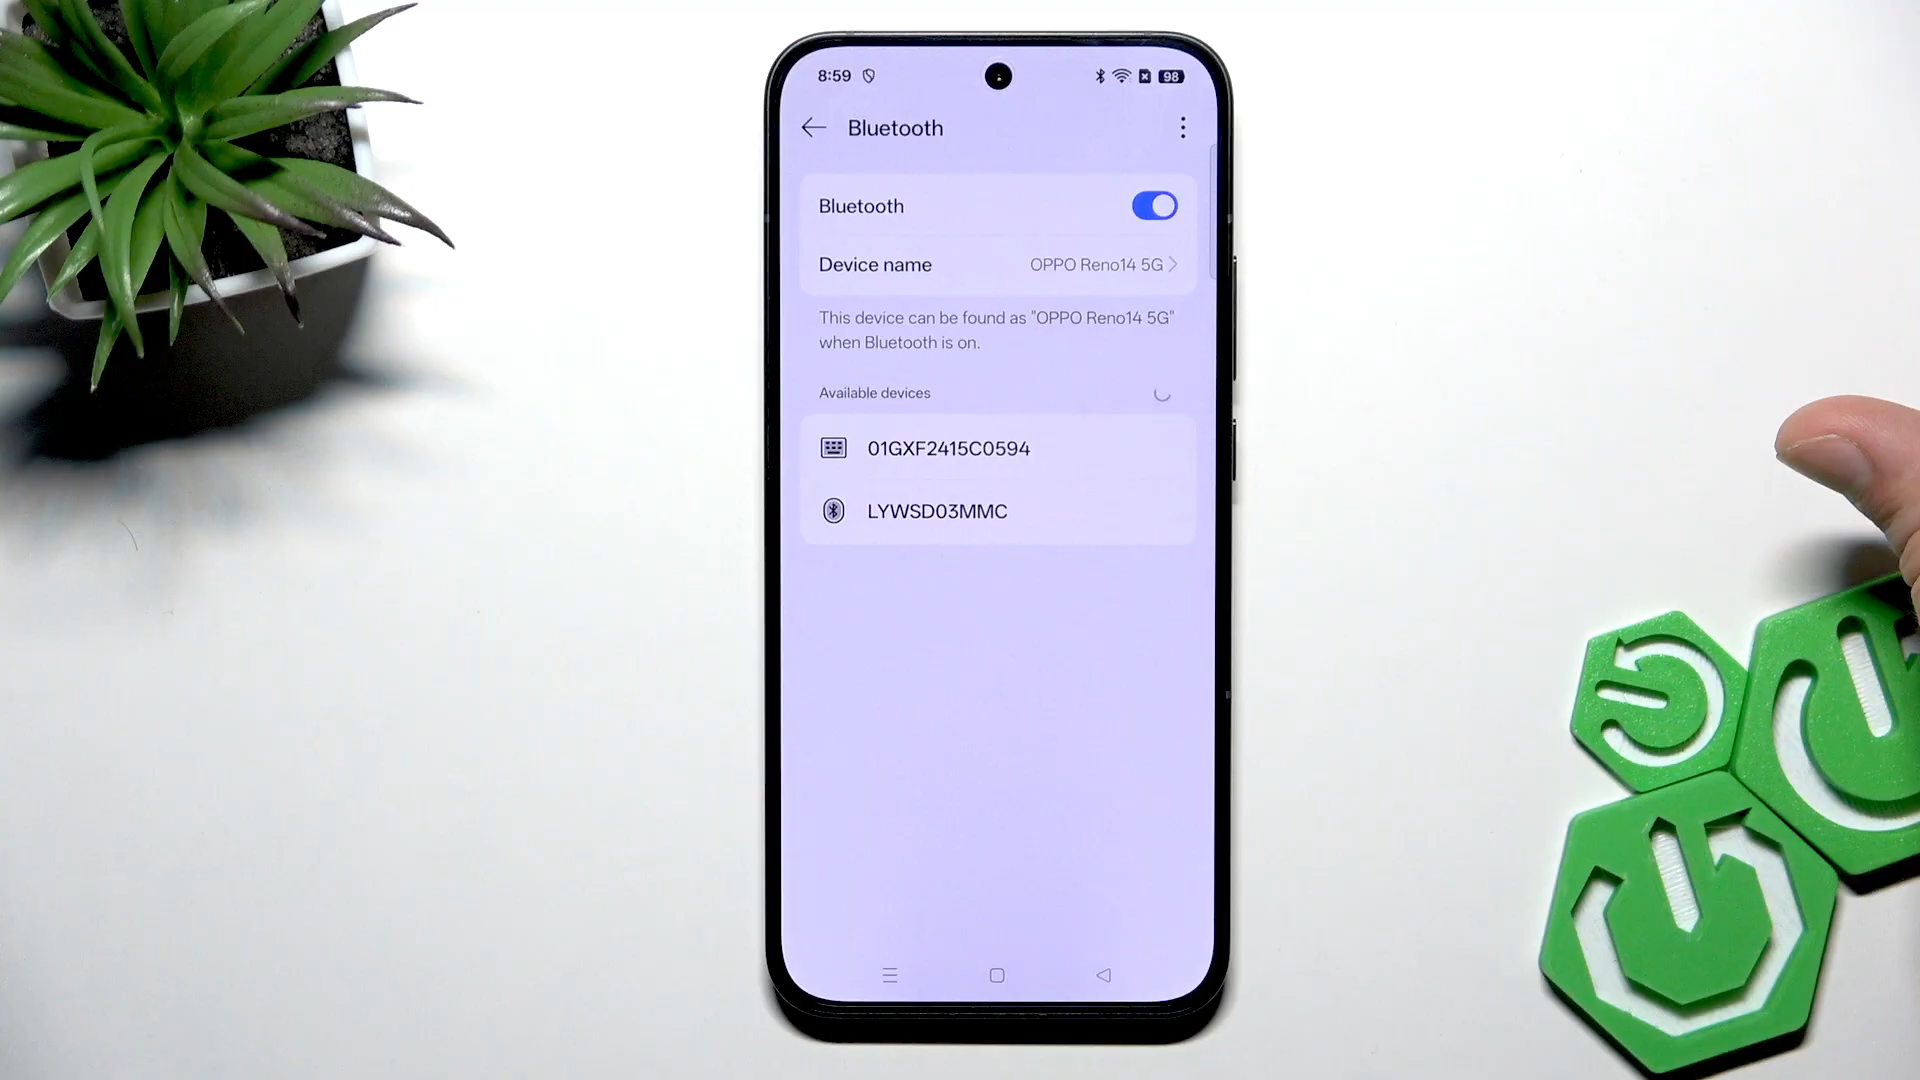 8:59 98
Bluetooth
Bluetooth
Device name OPPO Reno14 5G
This device can be found as "OPPO Reno14 5G"
when Bluetooth is on.
Available devices
01GXF2415C0594
LYWSD03MMC